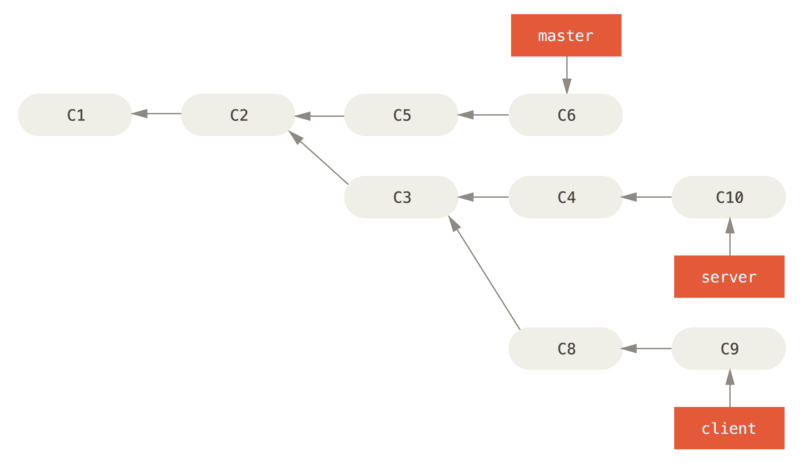 master
C1 C2 C5 C6
C3 C4 C10
server
C8 C9
client